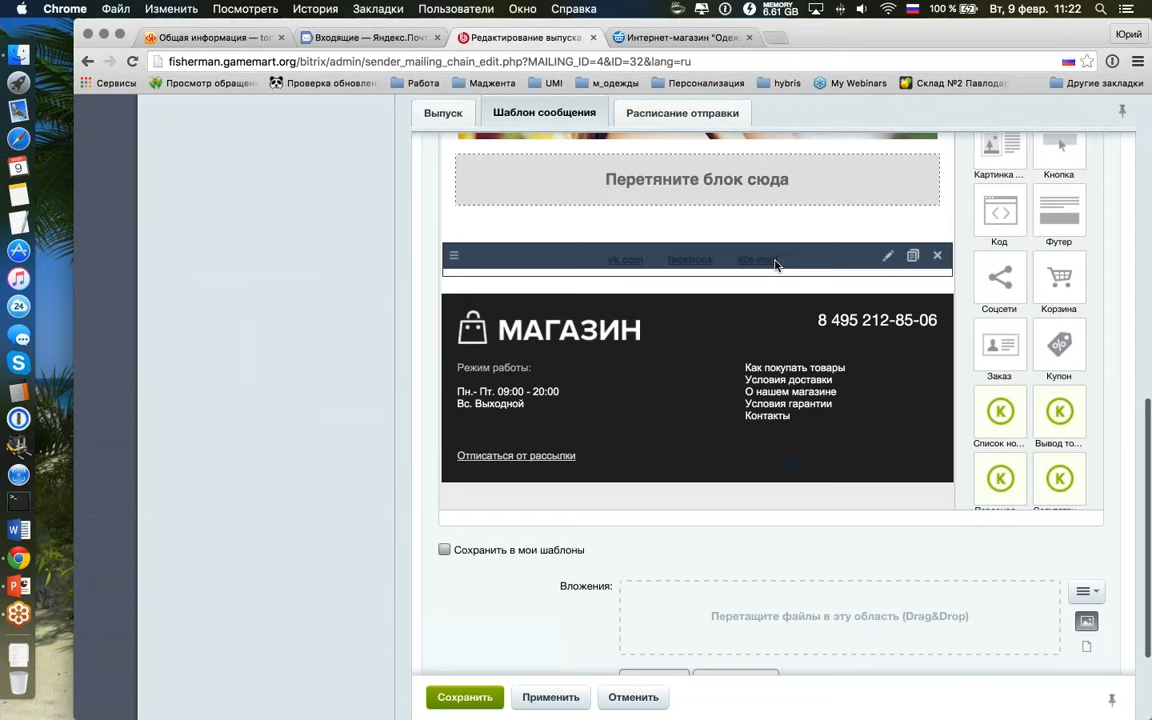 Chrome Файл Изменить Посмотреть История Закладки Пользователи Окно Справка MEMORY 6.61 GB 100 % Вт, 9 февр. 11:22
Общая информация — tor
Входящие — Яндекс.Почт
Редактирование выпуска
Интернет-магазин "Одеж
Юрий
fisherman.gamemart.org/bitrix/admin/sender_mailing_chain_edit.php?MAILING_ID=4&ID=32&lang=ru
Сервисы Просмотр обращен Проверка обновлен Работа Маджента UMI м_одежды Персонализация hybris My Webinars Склад №2 Павлодар Другие закладки
Выпуск Шаблон сообщения Расписание отправки
Картинка ... Кнопка
Перетяните блок сюда
Код Футер
vk.com facebook @e-mail
Соцсети Корзина
МАГАЗИН
8 495 212-85-06
Заказ Купон
Режим работы:
Пн.- Пт. 09:00 - 20:00
Вс. Выходной
Как покупать товары
Условия доставки
О нашем магазине
Условия гарантии
Контакты
Список но... Вывод то...
Отписаться от рассылки
Сохранить в мои шаблоны
Вложения:
Перетащите файлы в эту область (Drag&Drop)
Сохранить Применить Отменить